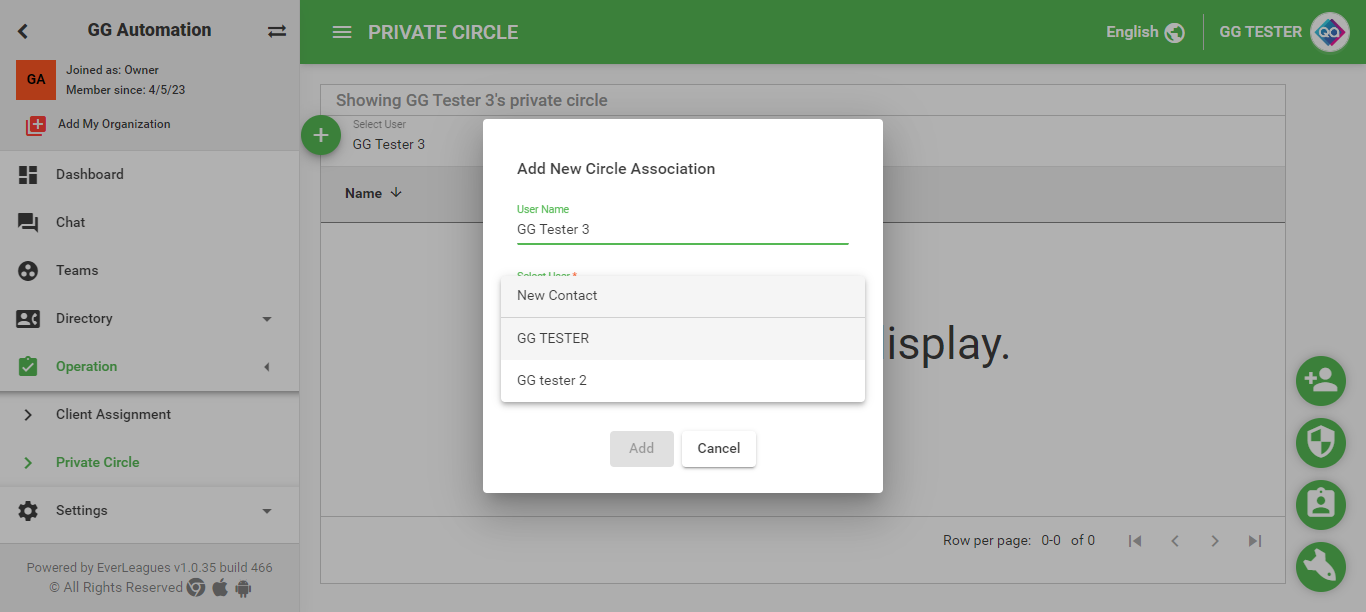 GG Automation
GA
Joined as: Owner
Member since: 4/5/23
Add My Organization
Dashboard
Chat
Teams
Directory
Operation
Client Assignment
Private Circle
Settings
Powered by EverLeagues v1.0.35 build 466
© All Rights Reserved
PRIVATE CIRCLE
English
GG TESTER
QA
Showing GG Tester 3's private circle
Select User
GG Tester 3
Name
isplay.
Add New Circle Association
User Name
GG Tester 3
Select User *
New Contact
GG TESTER
GG tester 2
Add
Cancel
Row per page: 0-0 of 0